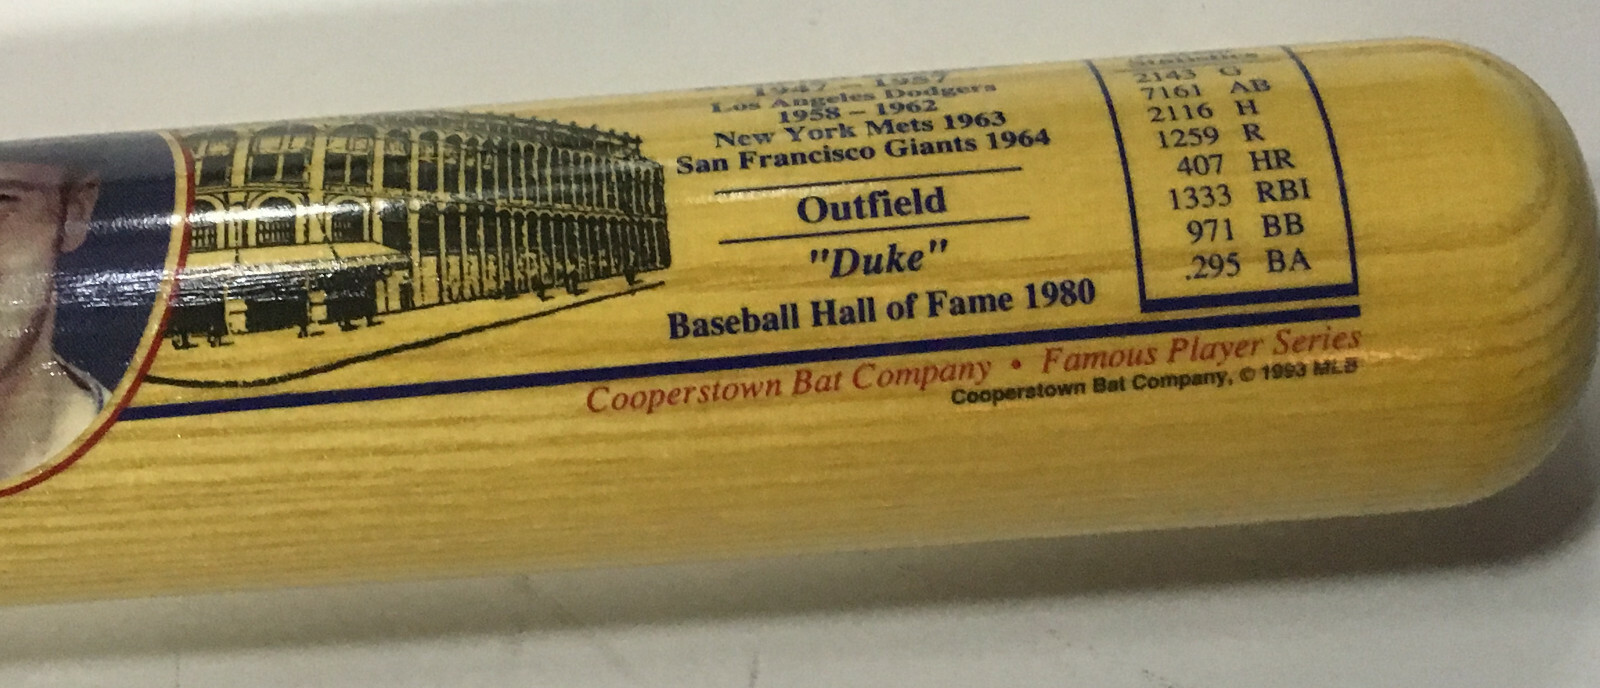 1947 – 1957
Los Angeles Dodgers
1958 – 1962
New York Mets 1963
San Francisco Giants 1964
Outfield
"Duke"
Baseball Hall of Fame 1980
Statistics
2143 G
7161 AB
2116 H
1259 R
407 HR
1333 RBI
971 BB
.295 BA
Cooperstown Bat Company • Famous Player Series
Cooperstown Bat Company, © 1993 MLB